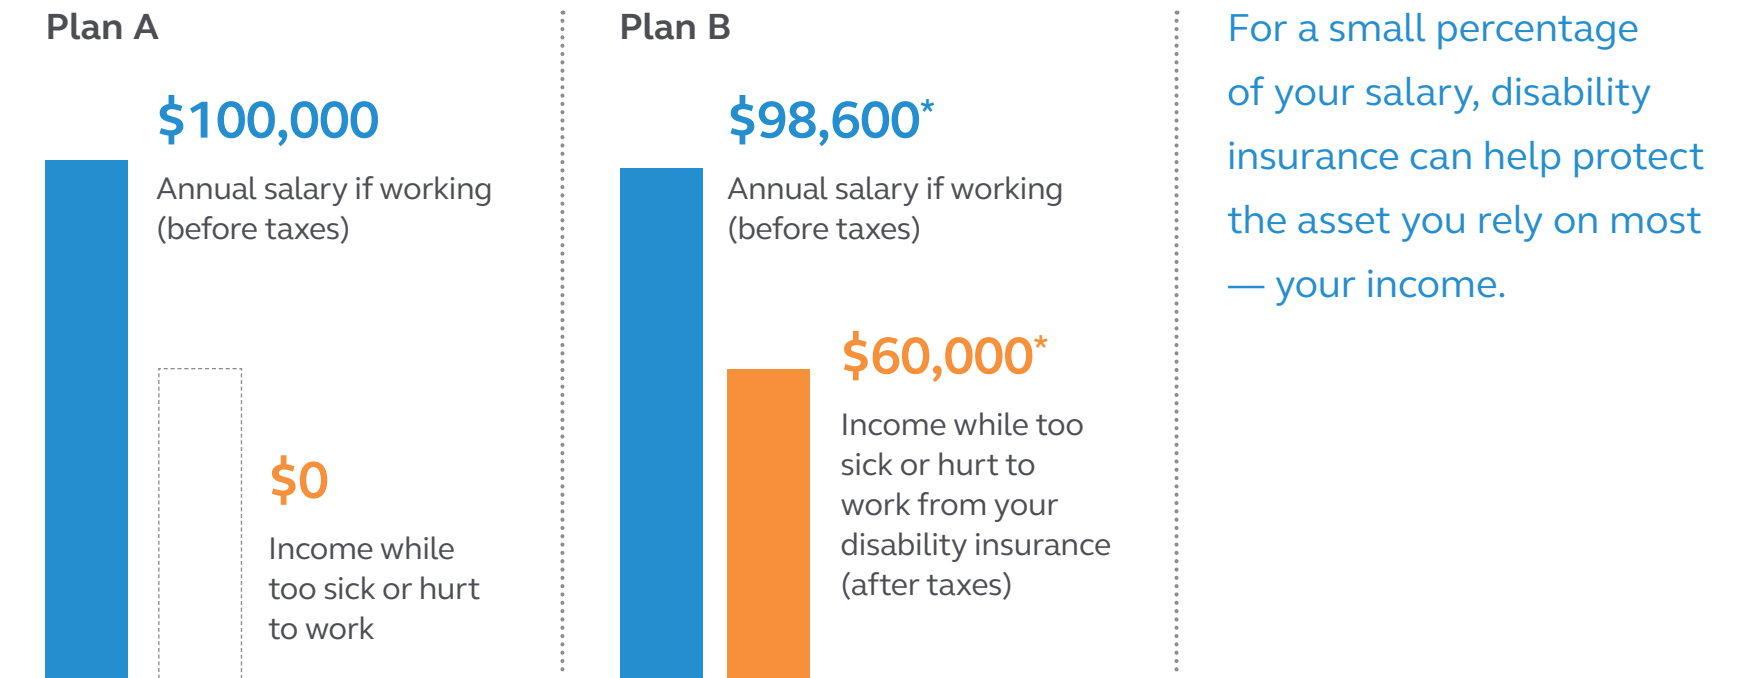 Plan A
$100,000
Annual salary if working
(before taxes)
$0
Income while
too sick or hurt
to work
Plan B
$98,600*
Annual salary if working
(before taxes)
$60,000*
Income while too
sick or hurt to
work from your
disability insurance
(after taxes)
For a small percentage
of your salary, disability
insurance can help protect
the asset you rely on most
— your income.